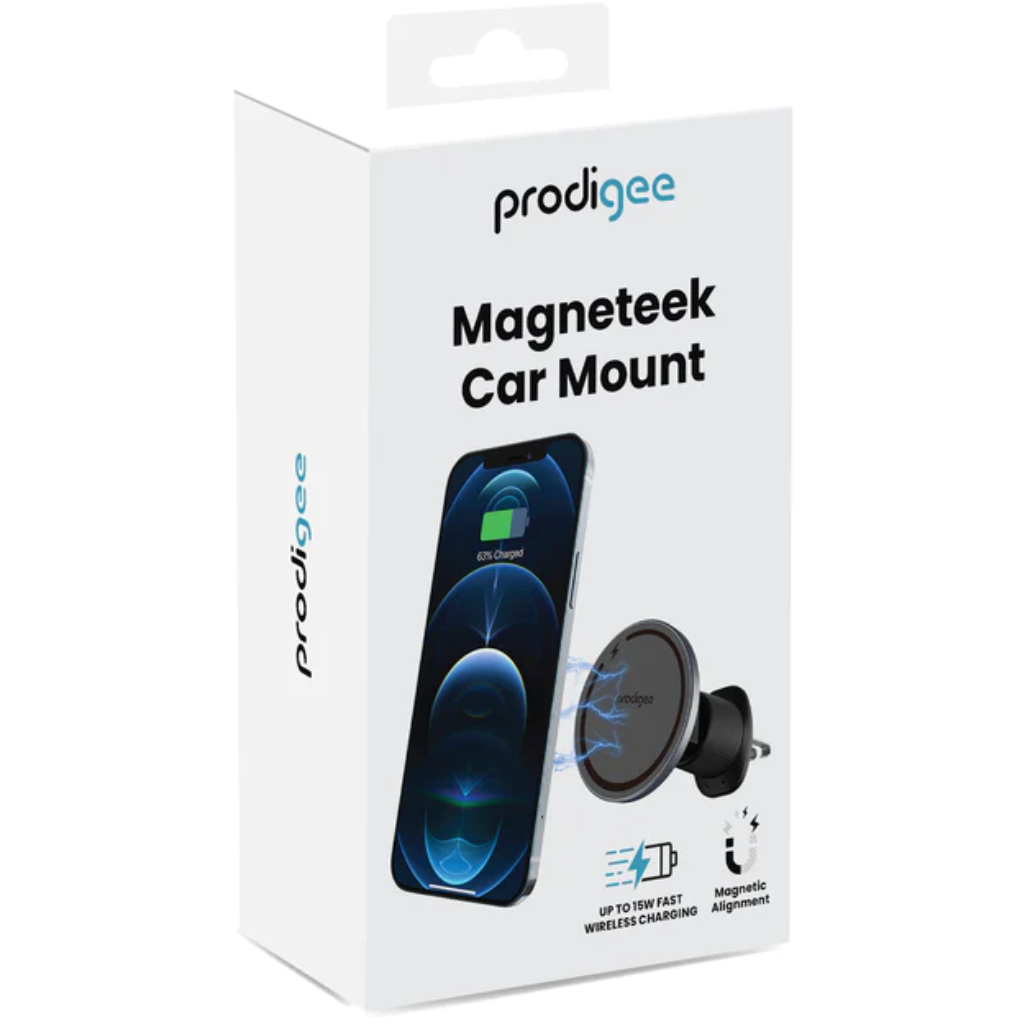 prodigee
Magneteek
Car Mount
63% Charged
prodigee
UP TO 15W FAST
WIRELESS CHARGING
Magnetic
Alignment
prodigee